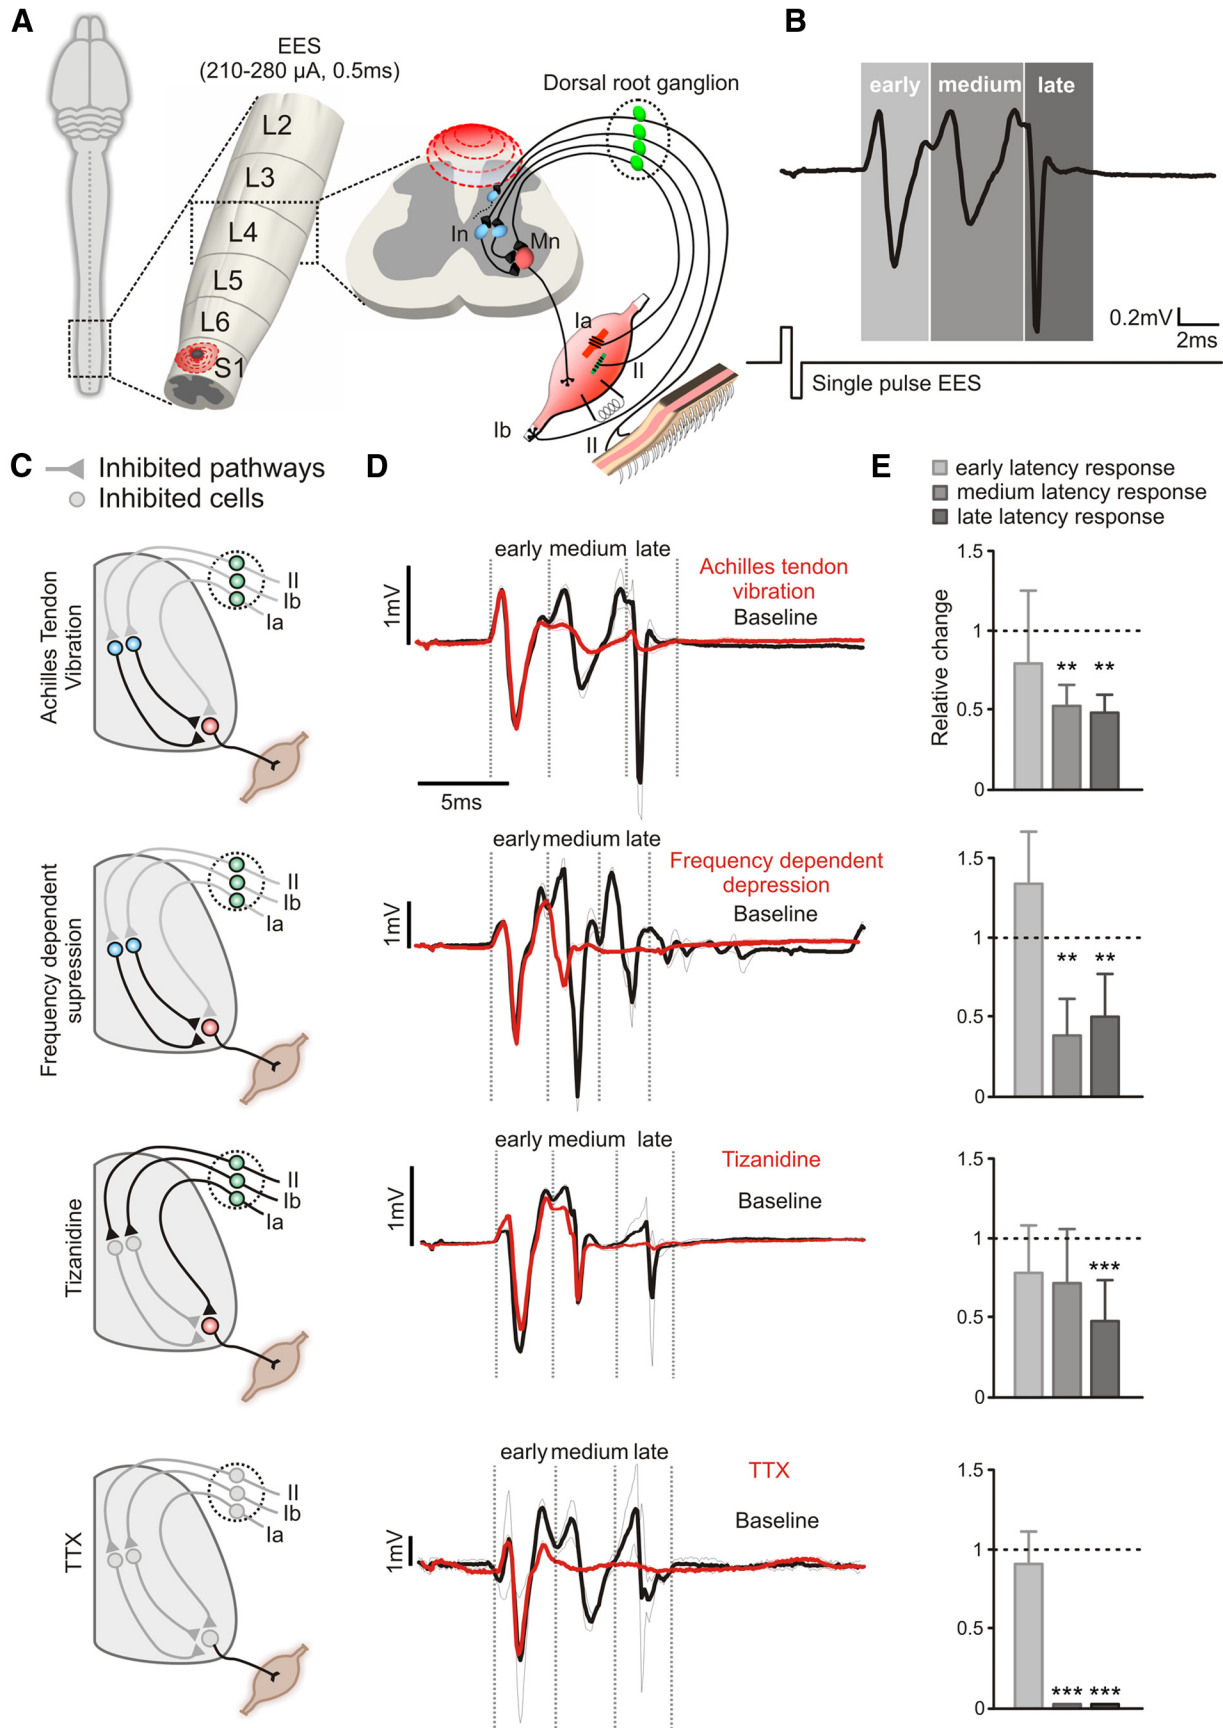 A
EES
(210-280 µA, 0.5ms)
L2
L3
L4
L5
L6
S1
Dorsal root ganglion
In
Mn
Ia
II
Ib
II
B
early medium late
0.2mV
2ms
Single pulse EES
C
Inhibited pathways
Inhibited cells
D
E
early latency response
medium latency response
late latency response
Achilles Tendon
Vibration
II
Ib
Ia
early medium late
1mV
Achilles tendon
vibration
Baseline
5ms
Relative change
1.5
1
0.5
0
** **
Frequency dependent
supression
II
Ib
Ia
early medium late
1mV
Frequency dependent
depression
Baseline
1.5
1
0.5
0
** **
Tizanidine
II
Ib
Ia
early medium late
1mV
Tizanidine
Baseline
1.5
1
0.5
0
***
TTX
II
Ib
Ia
early medium late
1mV
TTX
Baseline
1.5
1
0.5
0
*** ***